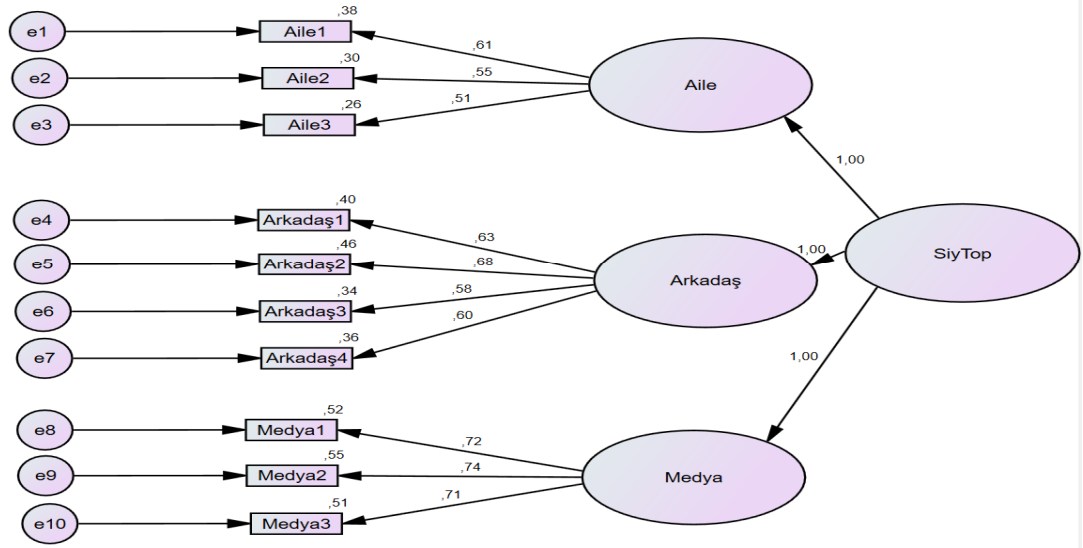 ,38
e1 Aile1
,61
,30
e2 Aile2
,55
Aile
,26
,51
e3 Aile3
1,00
,40
e4 Arkadaş1
,63
,46
e5 Arkadaş2
,68
1,00
SiyTop
Arkadaş
,34
,58
e6 Arkadaş3
,60
,36
e7 Arkadaş4
1,00
,52
e8 Medya1
,72
,55
e9 Medya2
,74
Medya
,51
,71
e10 Medya3